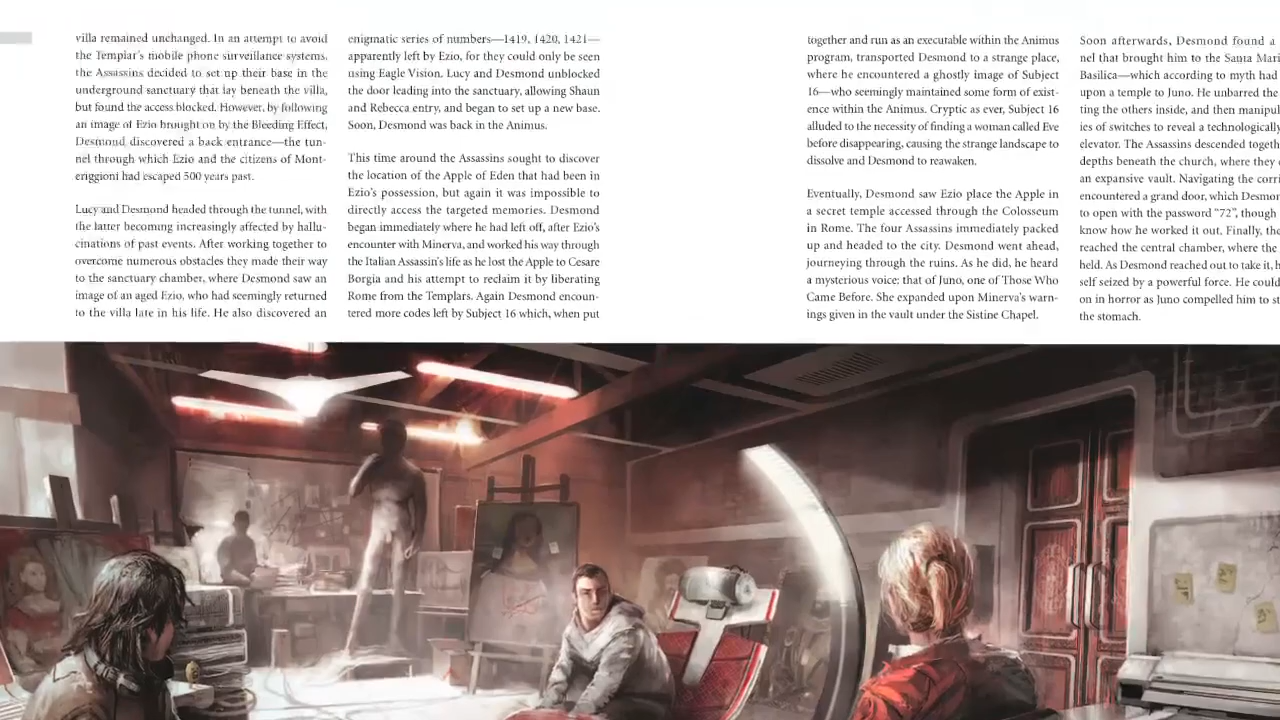 villa remained unchanged. In an attempt to avoid
the Templar's mobile phone surveillance systems,
the Assassins decided to set up their base in the
underground sanctuary that lay beneath the villa,
but found the access blocked. However, by following
an image of Ezio brought on by the Bleeding Effect,
Desmond discovered a back entrance—the tun-
nel through which Ezio and the citizens of Mont-
eriggioni had escaped 500 years past.
Lucy and Desmond headed through the tunnel, with
the latter becoming increasingly affected by hallu-
cinations of past events. After working together to
overcome numerous obstacles they made their way
to the sanctuary chamber, where Desmond saw an
image of an aged Ezio, who had seemingly returned
to the villa late in his life. He also discovered an
enigmatic series of numbers—1419, 1420, 1421—
apparently left by Ezio, for they could only be seen
using Eagle Vision. Lucy and Desmond unblocked
the door leading into the sanctuary, allowing Shaun
and Rebecca entry, and began to set up a new base.
Soon, Desmond was back in the Animus.
This time around the Assassins sought to discover
the location of the Apple of Eden that had been in
Ezio's possession, but again it was impossible to
directly access the targeted memories. Desmond
began immediately where he had left off, after Ezio's
encounter with Minerva, and worked his way through
the Italian Assassin's life as he lost the Apple to Cesare
Borgia and his attempt to reclaim it by liberating
Rome from the Templars. Again Desmond encoun-
tered more codes left by Subject 16 which, when put
together and run as an executable within the Animus
program, transported Desmond to a strange place,
where he encountered a ghostly image of Subject
16—who seemingly maintained some form of exist-
ence within the Animus. Cryptic as ever, Subject 16
alluded to the necessity of finding a woman called Eve
before disappearing, causing the strange landscape to
dissolve and Desmond to reawaken.
Eventually, Desmond saw Ezio place the Apple in
a secret temple accessed through the Colosseum
in Rome. The four Assassins immediately packed
up and headed to the city. Desmond went ahead,
journeying through the ruins. As he did, he heard
a mysterious voice: that of Juno, one of Those Who
Came Before. She expanded upon Minerva's warn-
ings given in the vault under the Sistine Chapel.
Soon afterwards, Desmond found a
nel that brought him to the Santa Mari
Basilica—which according to myth had
upon a temple to Juno. He unbarred the
ting the others inside, and then manipul
ies of switches to reveal a technologically
elevator. The Assassins descended togeth
depths beneath the church, where they
an expansive vault. Navigating the corri
encountered a grand door, which Desmon
to open with the password "72", though
know how he worked it out. Finally, the
reached the central chamber, where the
held. As Desmond reached out to take it, h
self seized by a powerful force. He could
on in horror as Juno compelled him to st
the stomach.